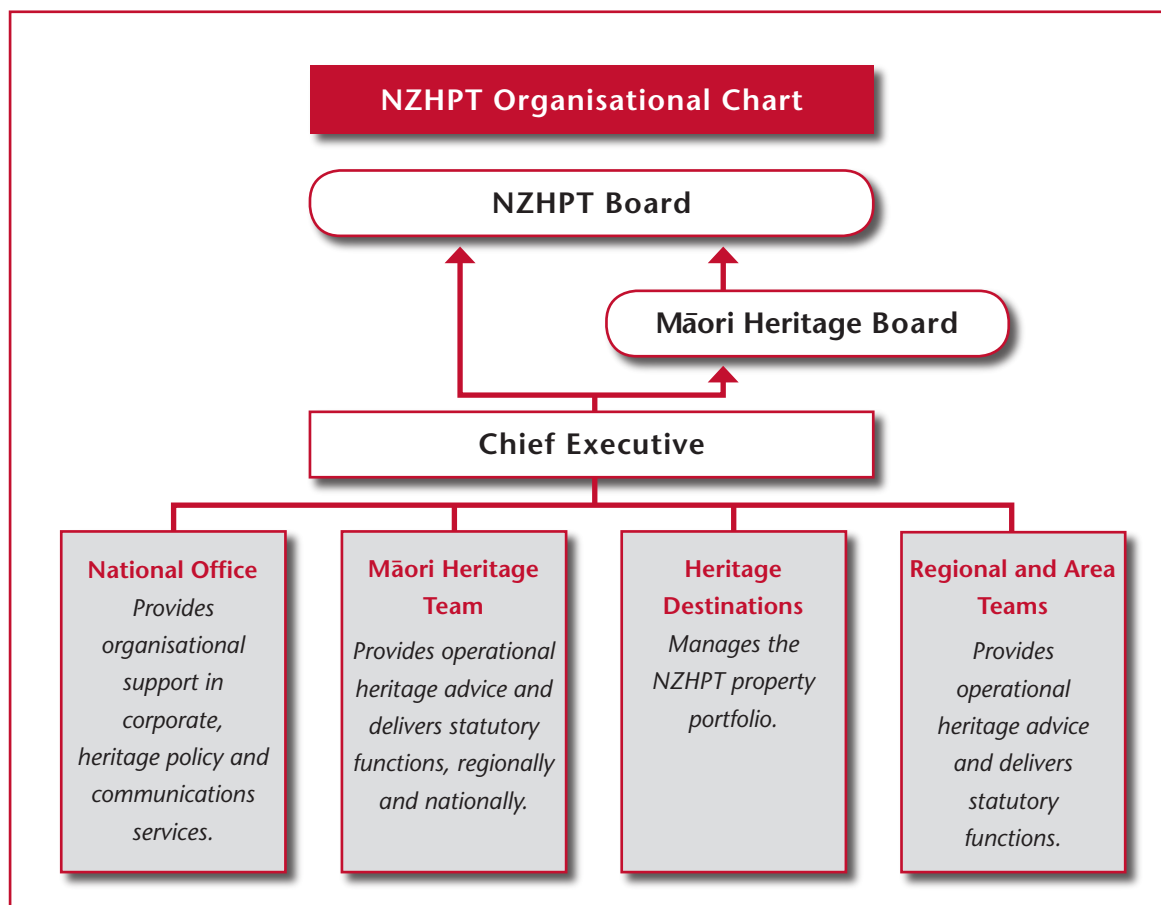 NZHPT Organisational Chart
NZHPT Board
Māori Heritage Board
Chief Executive
National Office
Provides
organisational
support in
corporate,
heritage policy and
communications
services.
Māori Heritage
Team
Provides operational
heritage advice and
delivers statutory
functions, regionally
and nationally.
Heritage
Destinations
Manages the
NZHPT property
portfolio.
Regional and Area
Teams
Provides
operational
heritage advice
and delivers
statutory
functions.